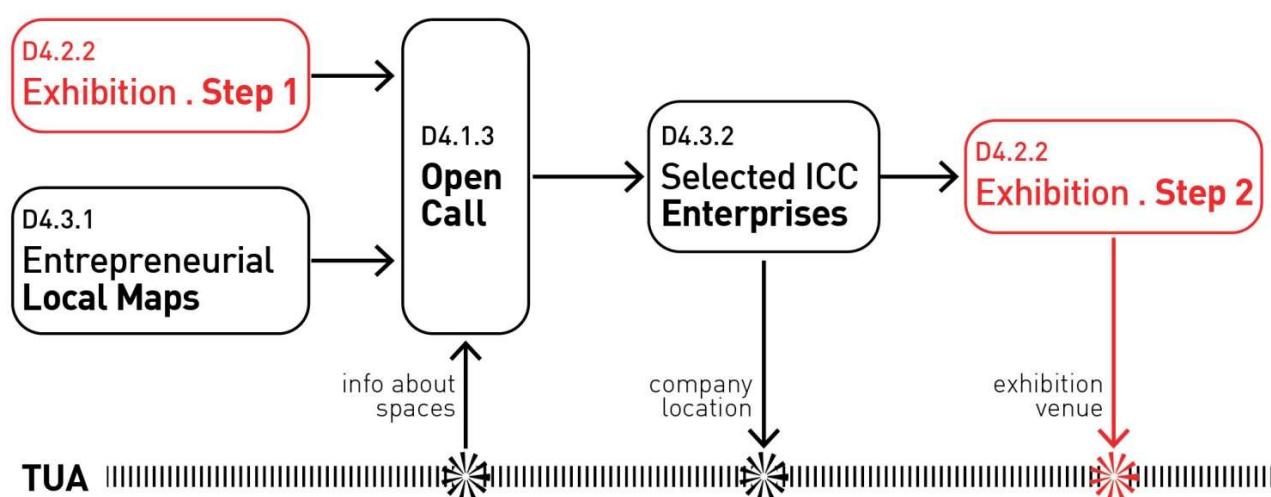 D4.2.2
Exhibition . Step 1
D4.3.1
Entrepreneurial
Local Maps
D4.1.3
Open
Call
D4.3.2
Selected ICC
Enterprises
D4.2.2
Exhibition . Step 2
info about
spaces
company
location
exhibition
venue
TUA